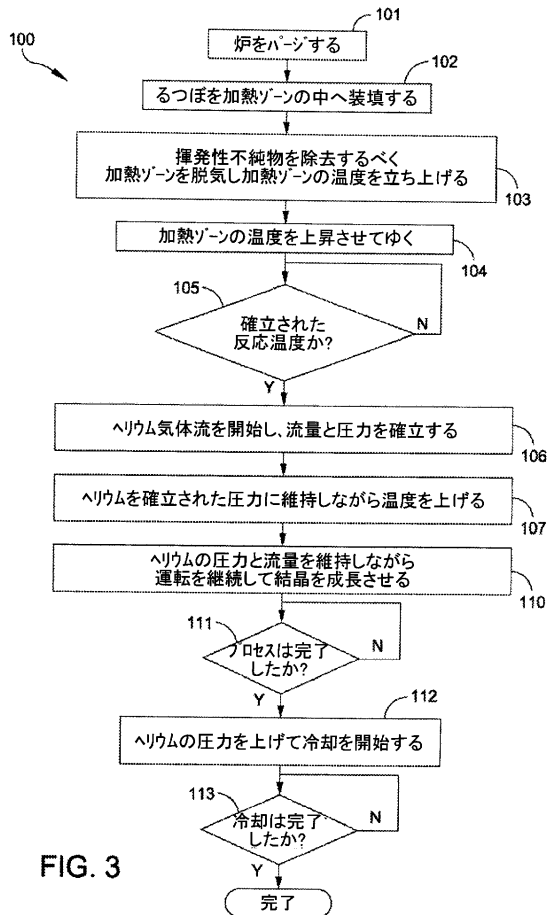 101
炉をパージする
100
102
るつぼを加熱ゾーンの中へ装填する
揮発性不純物を除去するべく
加熱ゾーンを脱気し加熱ゾーンの温度を立ち上げる
103
加熱ゾーンの温度を上昇させてゆく
104
105
確立された
反応温度か?
N
Y
ヘリウム気体流を開始し、流量と圧力を確立する
106
ヘリウムを確立された圧力に維持しながら温度を上げる
107
ヘリウムの圧力と流量を維持しながら
運転を継続して結晶を成長させる
110
111
プロセスは完了
したか?
N
Y
112
ヘリウムの圧力を上げて冷却を開始する
113
冷却は完了
したか?
N
Y
FIG. 3
完了